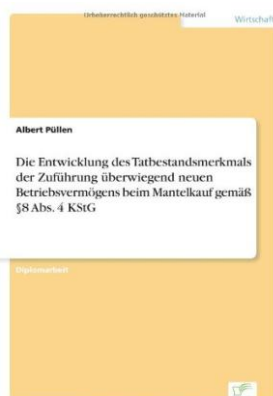 Urheberrechtlich geschütztes Material
Wirtschaft
Albert Püllen
Die Entwicklung des Tatbestandsmerkmals
der Zuführung überwiegend neuen
Betriebsvermögens beim Mantelkauf gemäß
§8 Abs. 4 KStG
Diplomarbeit